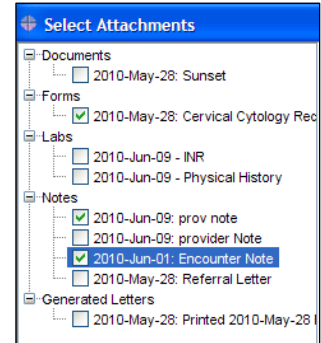 Select Attachments
Documents
2010-May-28: Sunset
Forms
2010-May-28: Cervical Cytology Rec
Labs
2010-Jun-09 - INR
2010-Jun-09 - Physical History
Notes
2010-Jun-09: prov note
2010-Jun-09: provider Note
2010-Jun-01: Encounter Note
2010-May-28: Referral Letter
Generated Letters
2010-May-28: Printed 2010-May-28